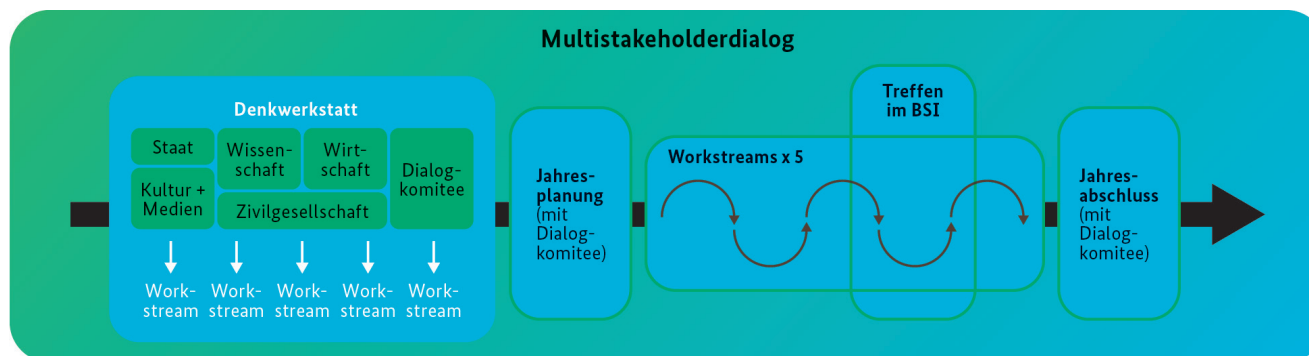 Multistakeholderdialog
Denkwerkstatt
Staat
Kultur +
Medien
Wissen-
schaft
Wirt-
schaft
Zivilgesellschaft
Dialog-
komitee
Work-
stream
Work-
stream
Work-
stream
Work-
stream
Work-
stream
Jahres-
planung
(mit
Dialog-
komitee)
Workstreams x 5
Treffen
im BSI
Jahres-
abschluss
(mit
Dialog-
komitee)